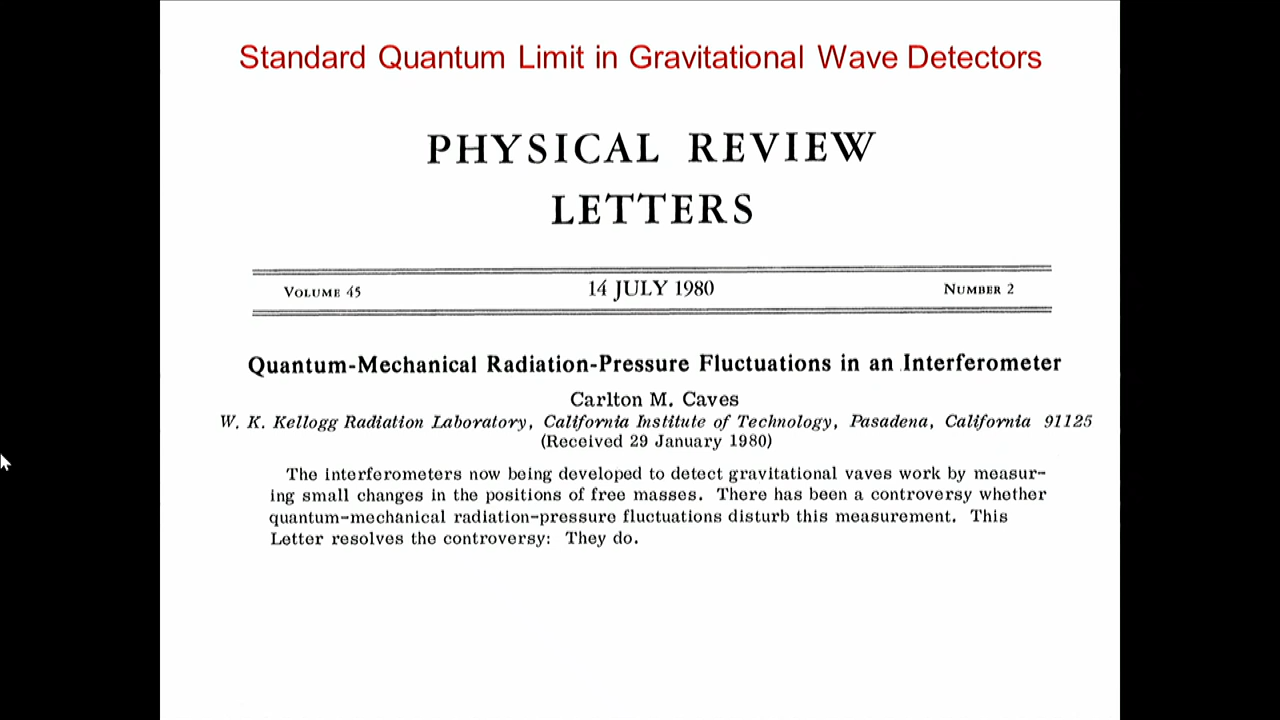 Standard Quantum Limit in Gravitational Wave Detectors
PHYSICAL REVIEW
LETTERS
VOLUME 45
14 JULY 1980
NUMBER 2
Quantum-Mechanical Radiation-Pressure Fluctuations in an Interferometer
Carlton M. Caves
W. K. Kellogg Radiation Laboratory, California Institute of Technology, Pasadena, California 91125
(Received 29 January 1980)
The interferometers now being developed to detect gravitational vaves work by measur-
ing small changes in the positions of free masses. There has been a controversy whether
quantum-mechanical radiation-pressure fluctuations disturb this measurement. This
Letter resolves the controversy: They do.